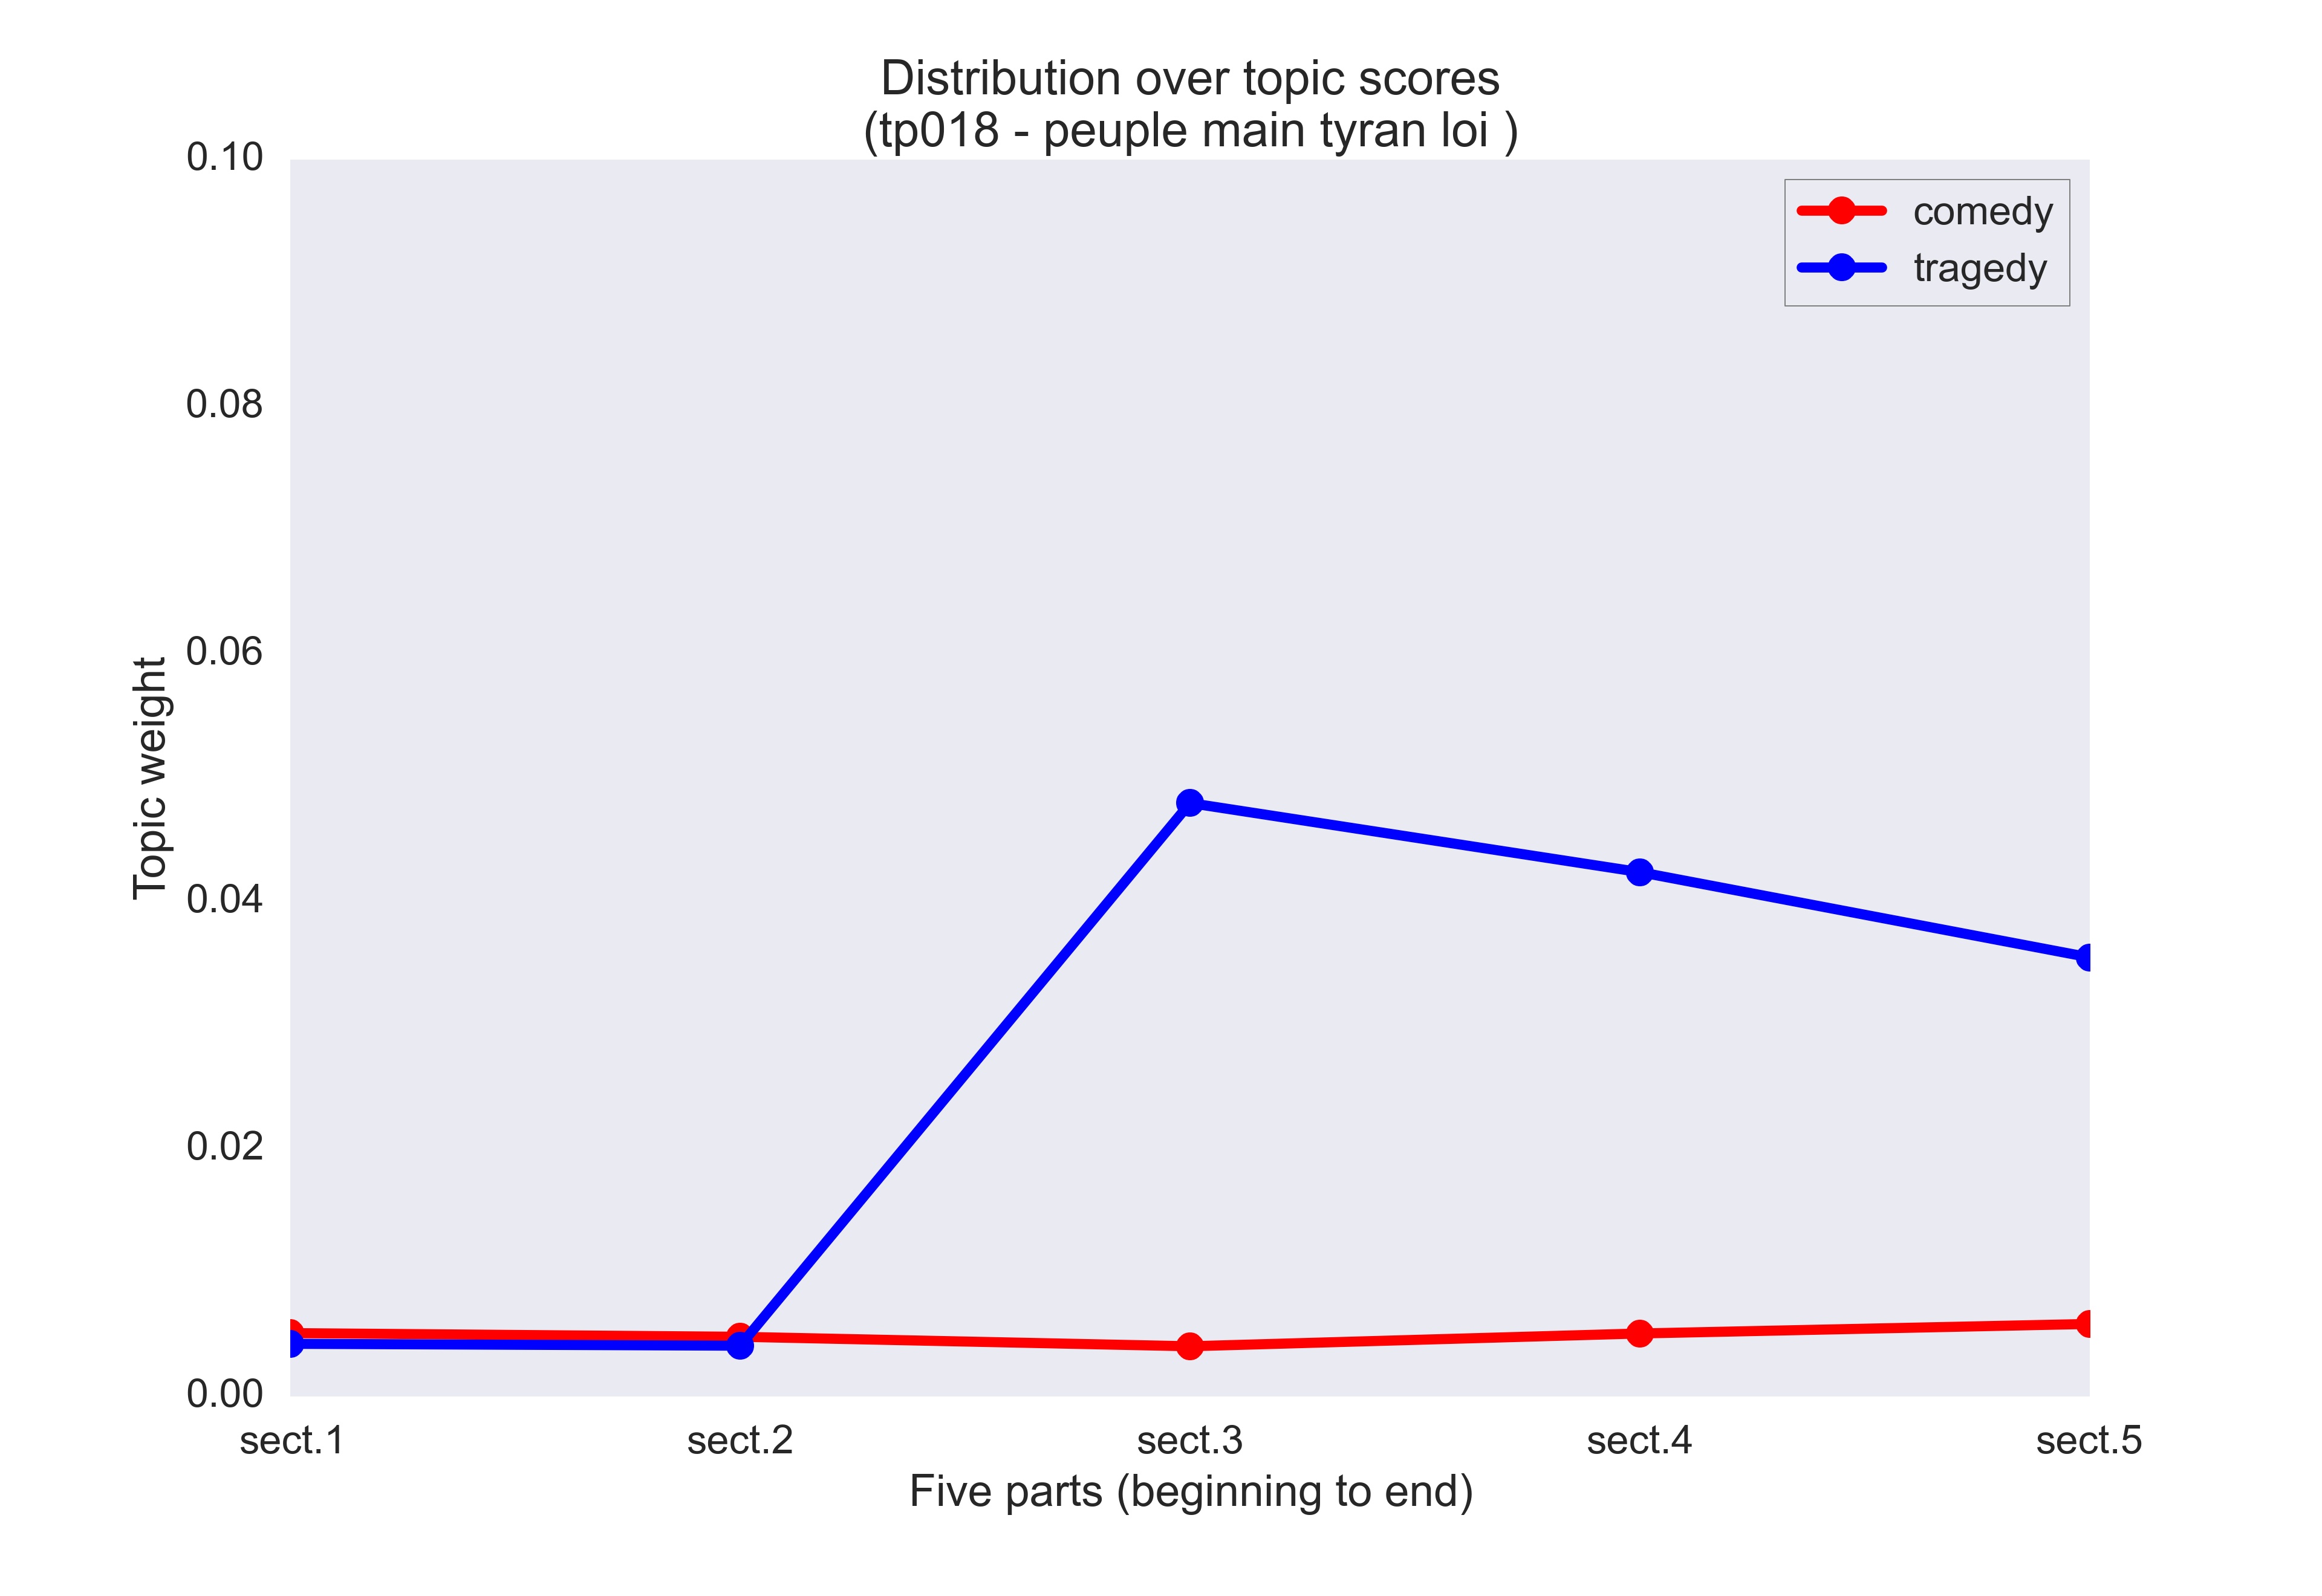 Distribution over topic scores
(tp018 - peuple main tyran loi )
0.10
0.08
0.06
0.04
0.02
0.00
Topic weight
comedy
tragedy
sect.1
sect.2
sect.3
sect.4
sect.5
Five parts (beginning to end)